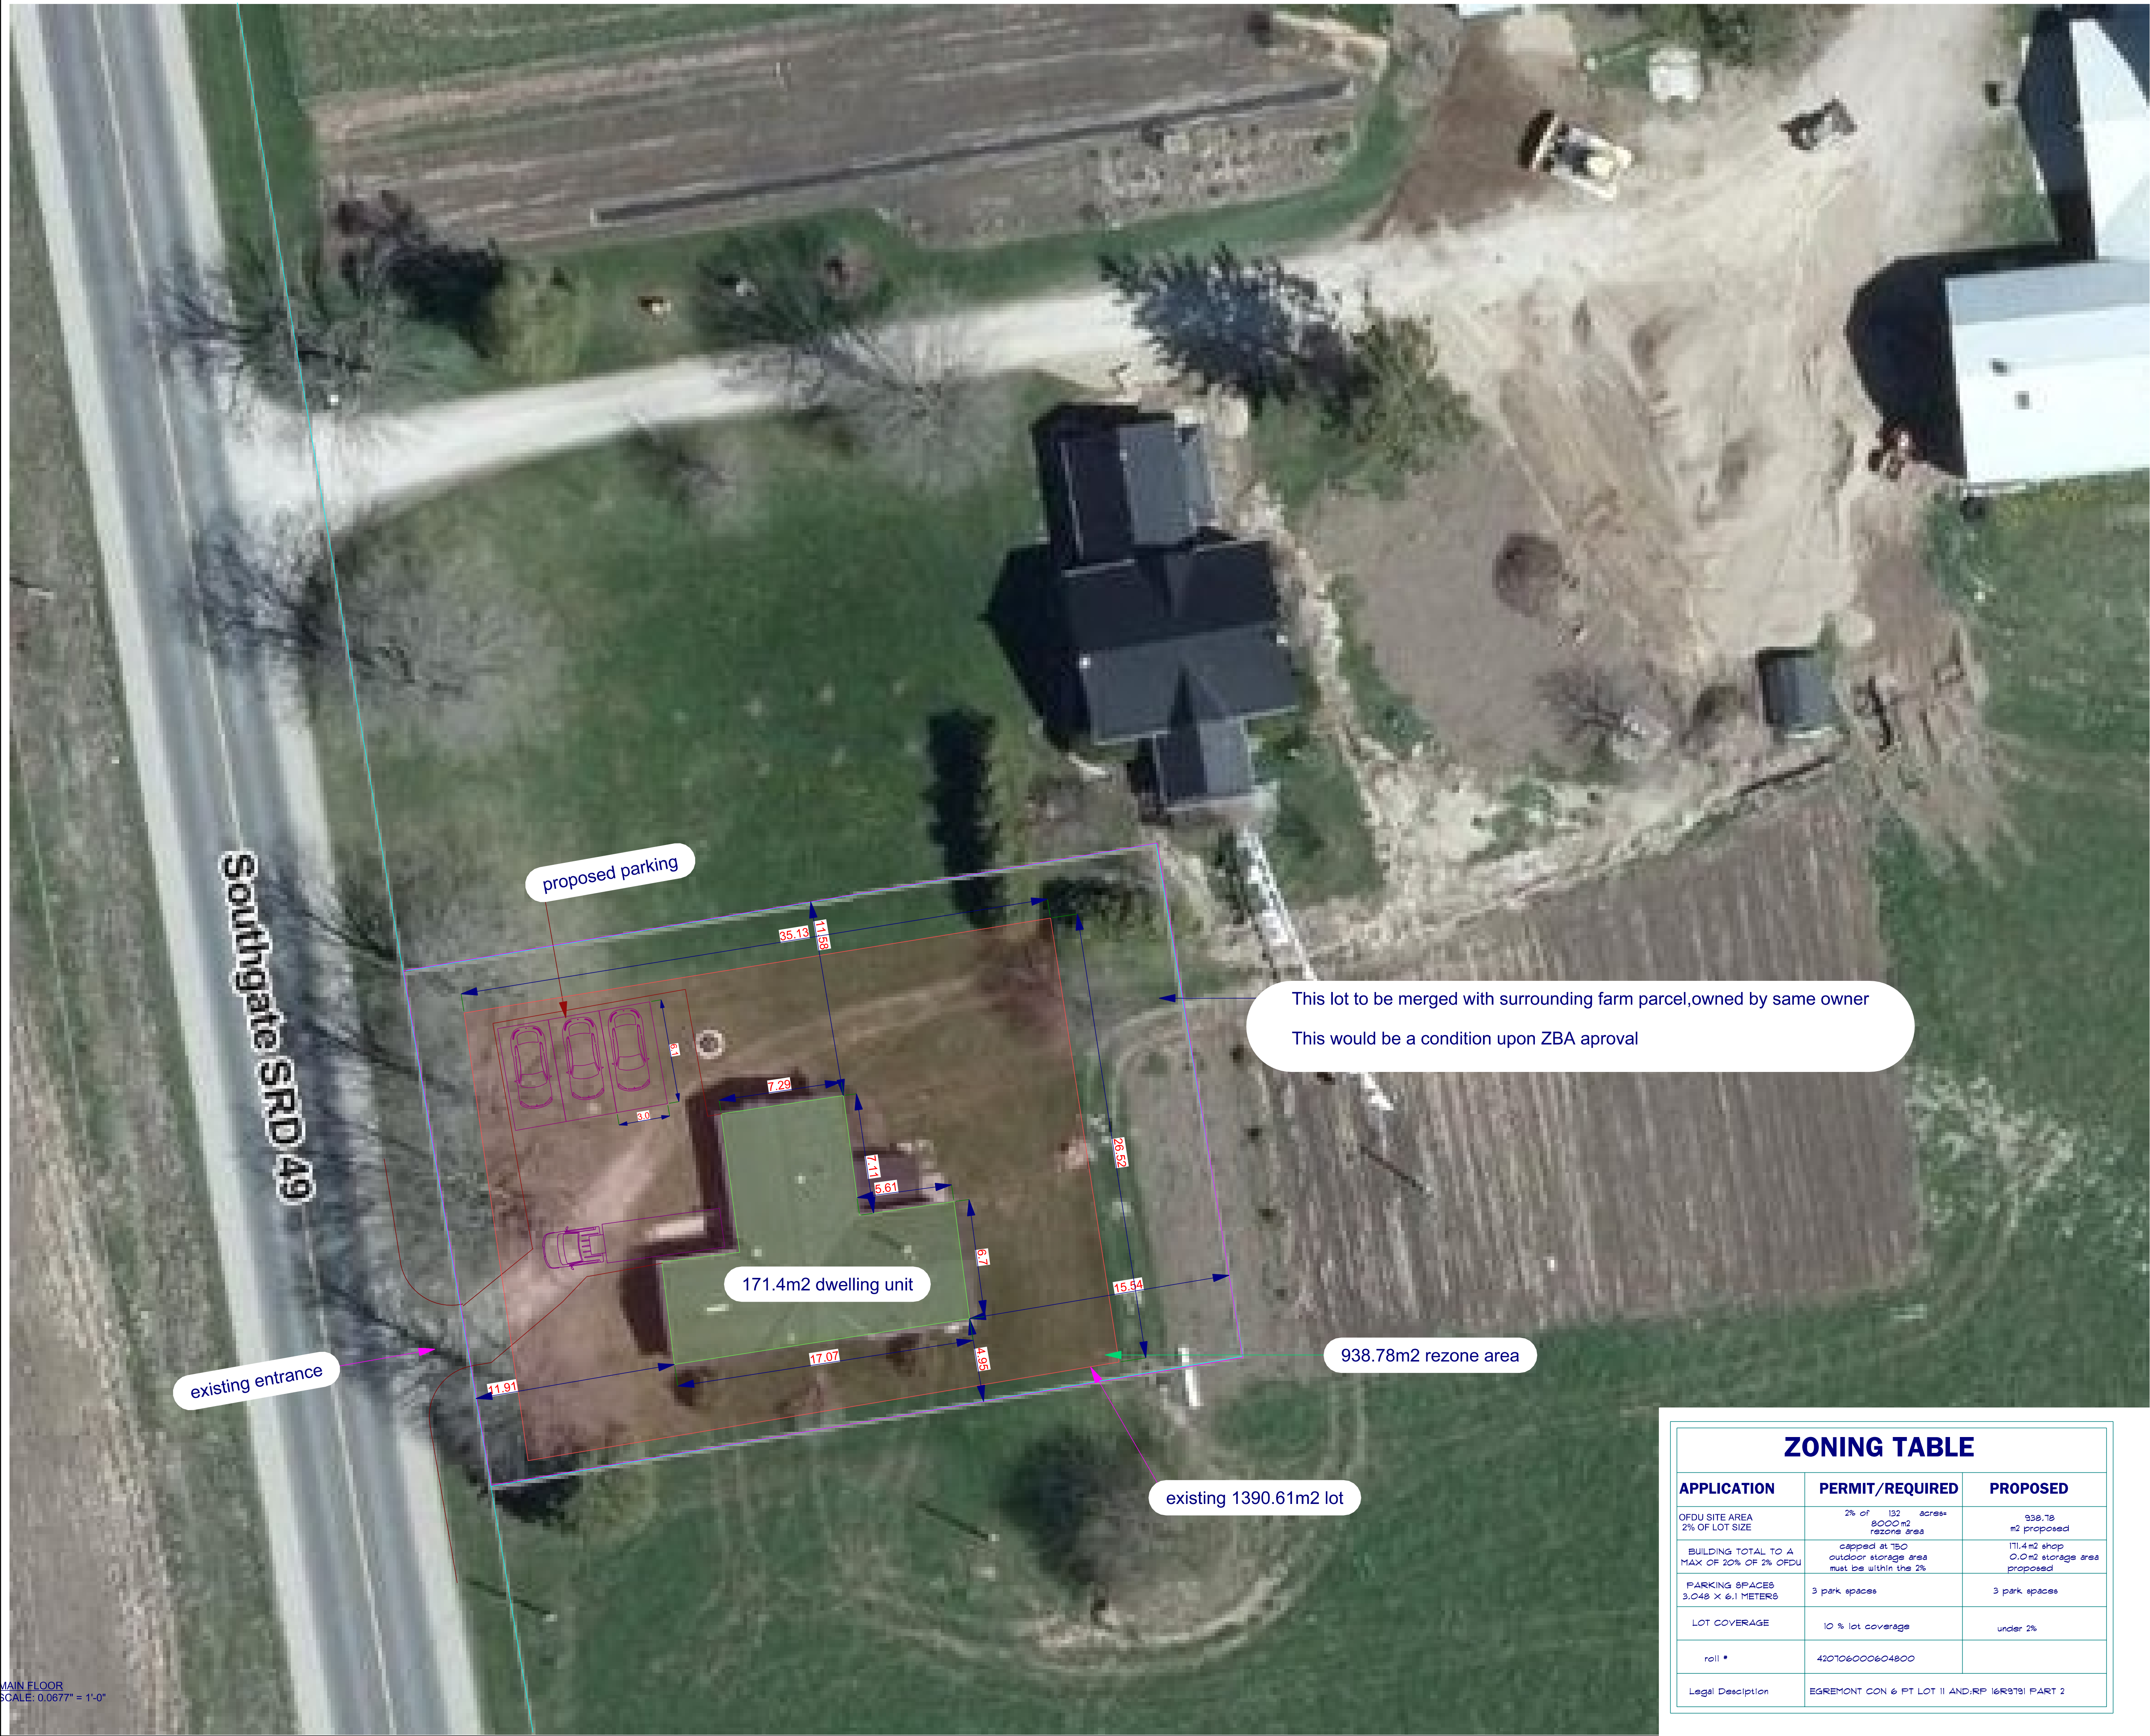 proposed parking
35.13
11.58
This lot to be merged with surrounding farm parcel,owned by same owner
This would be a condition upon ZBA aproval
6.1
3.0
7.29
7.11
5.61
26.52
6.7
Southgate SRD 49
171.4m2 dwelling unit
15.54
17.07
4.95
11.91
existing entrance
938.78m2 rezone area
existing 1390.61m2 lot
ZONING TABLE
APPLICATION PERMIT/REQUIRED PROPOSED
OFDU SITE AREA
2% OF LOT SIZE
2% of 132 acres=
8000m2
rezone area
938.78
m2 proposed
BUILDING TOTAL TO A
MAX OF 20% OF 2% OFDU
capped at 750
outdoor storage area
must be within the 2%
171.4m2 shop
0.0m2 storage area
proposed
PARKING SPACES
3.048 X 6.1 METERS
3 park spaces
3 park spaces
LOT COVERAGE
10 % lot coverage
under 2%
roll #
420706000604800
Legal Desciption
EGREMONT CON 6 PT LOT 11 AND;RP 16R9791 PART 2
MAIN FLOOR
SCALE: 0.0677" = 1'-0"